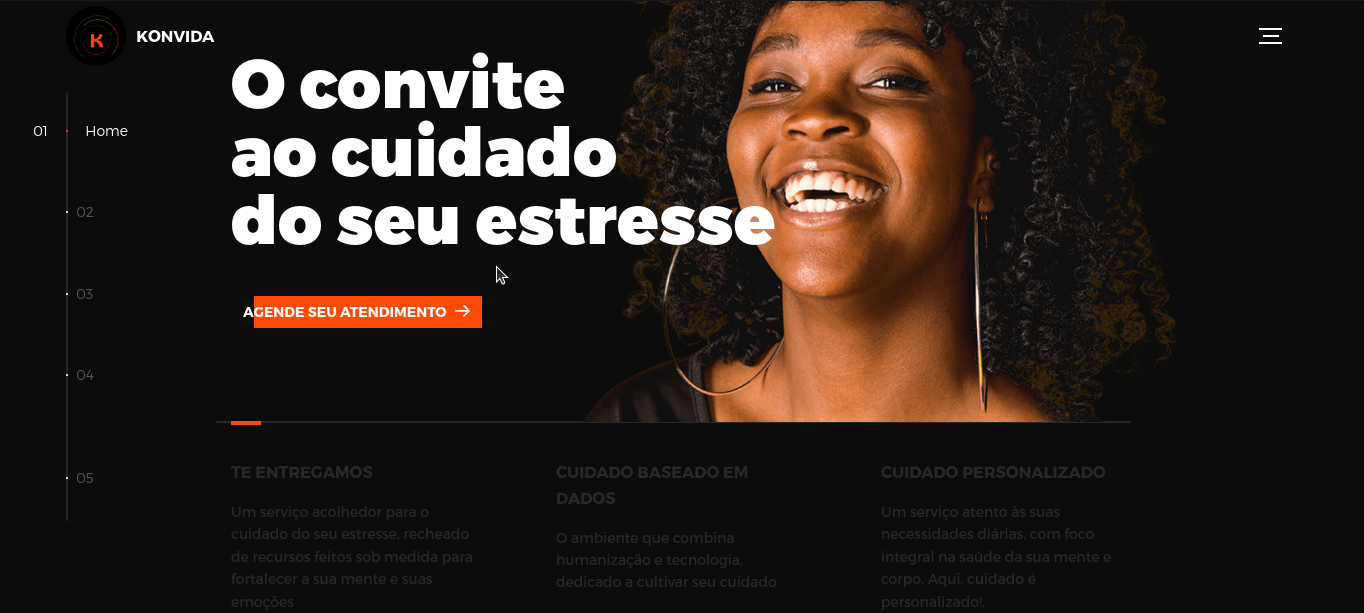 K
KONVIDA
O convite
ao cuidado
do seu estresse
01 Home
02
03
04
05
AGENDE SEU ATENDIMENTO →
TE ENTREGAMOS
Um serviço acolhedor para o
cuidado do seu estresse, recheado
de recursos feitos sob medida para
fortalecer a sua mente e suas
emoções
CUIDADO BASEADO EM
DADOS
O ambiente que combina
humanização e tecnologia,
dedicado a cultivar seu cuidado
CUIDADO PERSONALIZADO
Um serviço atento às suas
necessidades diárias, com foco
integral na saúde da sua mente e
corpo. Aqui, cuidado é
personalizado!.